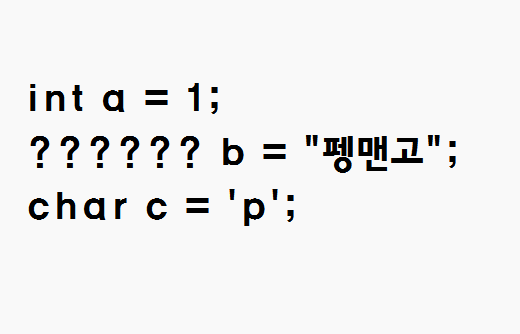 int a = 1;
?????? b = "펭맨고";
char c = 'p';